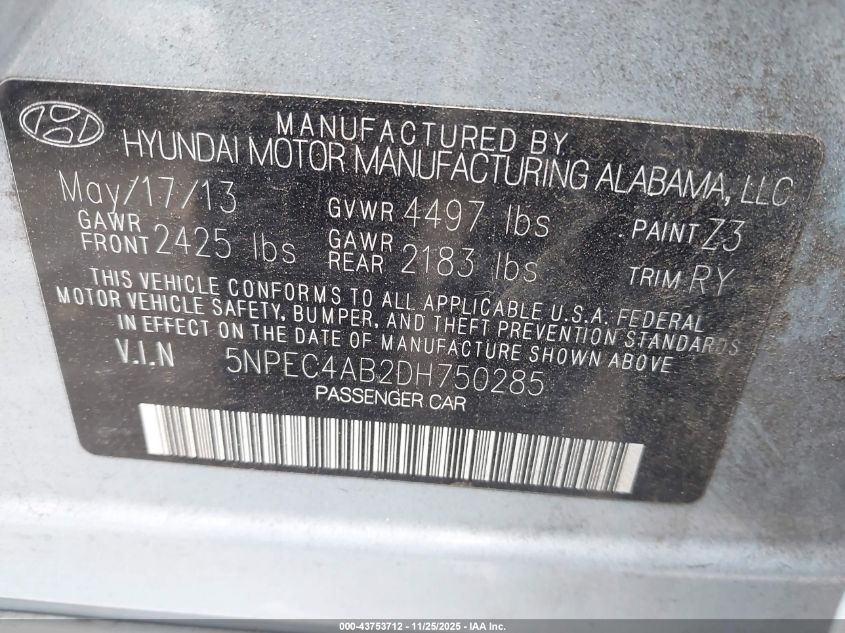 MANUFACTURED BY
HYUNDAI MOTOR MANUFACTURING ALABAMA, LLC
May/17/13 GVWR 4497 lbs PAINT Z3
GAWR FRONT 2425 lbs GAWR REAR 2183 lbs TRIM RY
THIS VEHICLE CONFORMS TO ALL APPLICABLE U.S.A. FEDERAL
MOTOR VEHICLE SAFETY, BUMPER, AND THEFT PREVENTION STANDARDS
IN EFFECT ON THE DATE OF MANUFACTURE SHOWN ABOVE
V.I.N 5NPEC4AB2DH750285
PASSENGER CAR
000-43753712 - 11/25/2025 - IAA Inc.